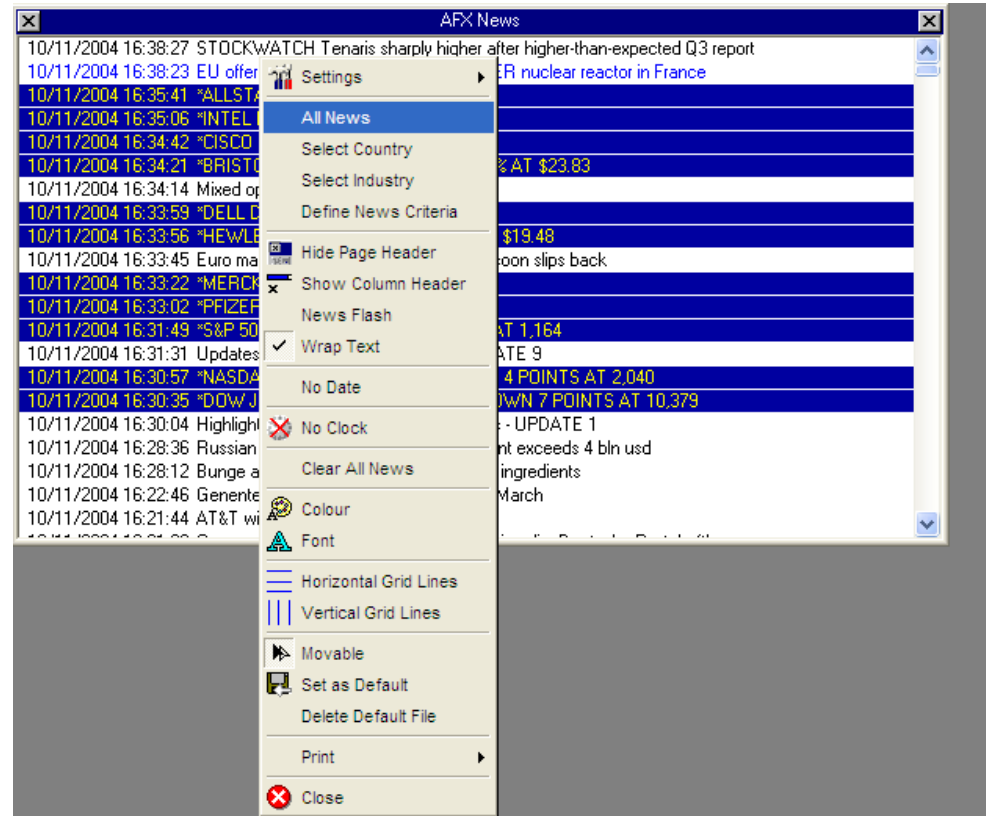 AFX News
10/11/2004 16:38:27 STOCKWATCH Tenaris sharply higher after higher-than-expected Q3 report
10/11/2004 16:38:23 EU offer ER nuclear reactor in France
10/11/2004 16:35:41 *ALLSTA
10/11/2004 16:35:06 *INTEL
10/11/2004 16:34:42 *CISCO
10/11/2004 16:34:21 *BRISTO % AT $23.83
10/11/2004 16:34:14 Mixed op
10/11/2004 16:33:59 *DELL D
10/11/2004 16:33:56 *HEWLE $19.48
10/11/2004 16:33:45 Euro ma coon slips back
10/11/2004 16:33:22 *MERCK
10/11/2004 16:33:02 *PFIZER
10/11/2004 16:31:49 *S&P 50 AT 1,164
10/11/2004 16:31:31 Updates ATE 9
10/11/2004 16:30:57 *NASDA 4 POINTS AT 2,040
10/11/2004 16:30:35 *DOW J OWN 7 POINTS AT 10,379
10/11/2004 16:30:04 Highlight - UPDATE 1
10/11/2004 16:28:36 Russian nt exceeds 4 bln usd
10/11/2004 16:28:12 Bunge a ingredients
10/11/2004 16:22:46 Genente March
10/11/2004 16:21:44 AT&T wi
Settings
All News
Select Country
Select Industry
Define News Criteria
Hide Page Header
Show Column Header
News Flash
Wrap Text
No Date
No Clock
Clear All News
Colour
Font
Horizontal Grid Lines
Vertical Grid Lines
Movable
Set as Default
Delete Default File
Print
Close